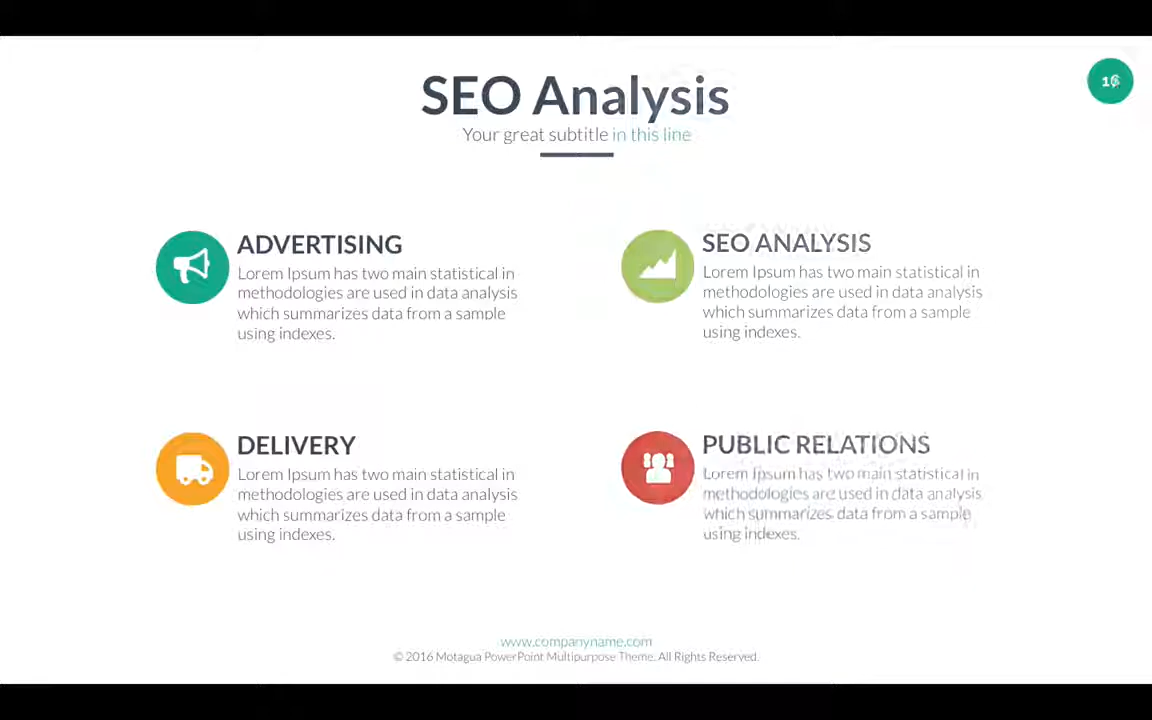 SEO Analysis
Your great subtitle in this line
ADVERTISING
Lorem Ipsum has two main statistical in
methodologies are used in data analysis
which summarizes data from a sample
using indexes.
SEO ANALYSIS
Lorem Ipsum has two main statistical in
methodologies are used in data analysis
which summarizes data from a sample
using indexes.
DELIVERY
Lorem Ipsum has two main statistical in
methodologies are used in data analysis
which summarizes data from a sample
using indexes.
PUBLIC RELATIONS
Lorem Ipsum has two main statistical in
methodologies are used in data analysis
which summarizes data from a sample
using indexes.
www.companyname.com
© 2016 Motagua PowerPoint Multipurpose Theme. All Rights Reserved.